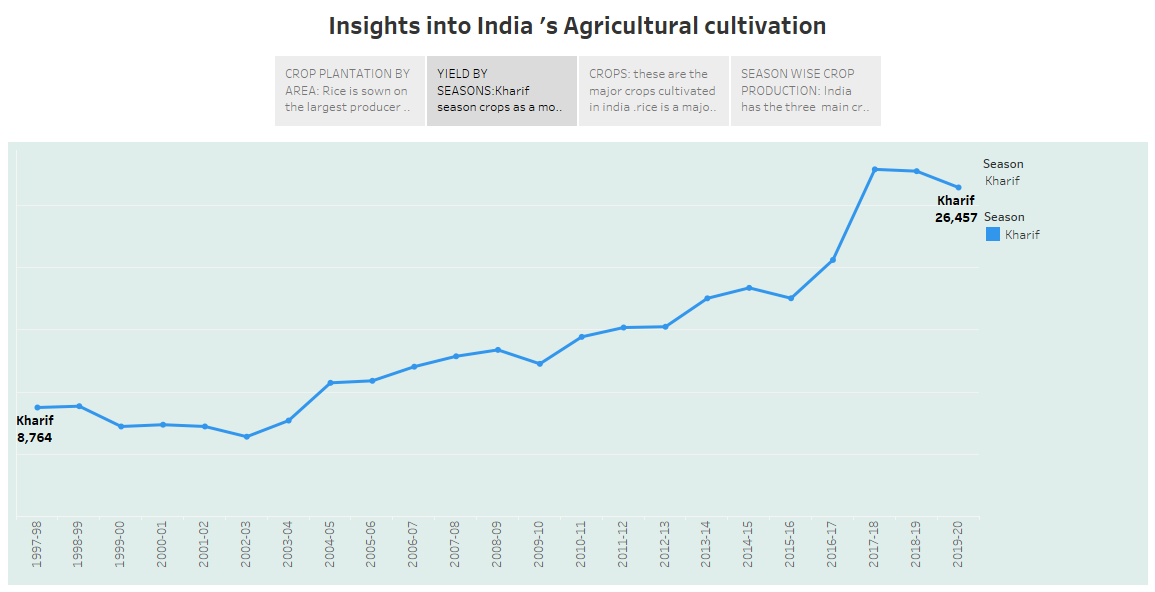 Insights into India ’s Agricultural cultivation
CROP PLANTATION BY
AREA: Rice is sown on
the largest producer ..
YIELD BY
SEASONS:Kharif
season crops as a mo..
CROPS: these are the
major crops cultivated
in india .rice is a majo..
SEASON WISE CROP
PRODUCTION: India
has the three main cr..
Season
Kharif
Season
Kharif
Kharif
26,457
Kharif
8,764
1997-98
1998-99
1999-00
2000-01
2001-02
2002-03
2003-04
2004-05
2005-06
2006-07
2007-08
2008-09
2009-10
2010-11
2011-12
2012-13
2013-14
2014-15
2015-16
2016-17
2017-18
2018-19
2019-20